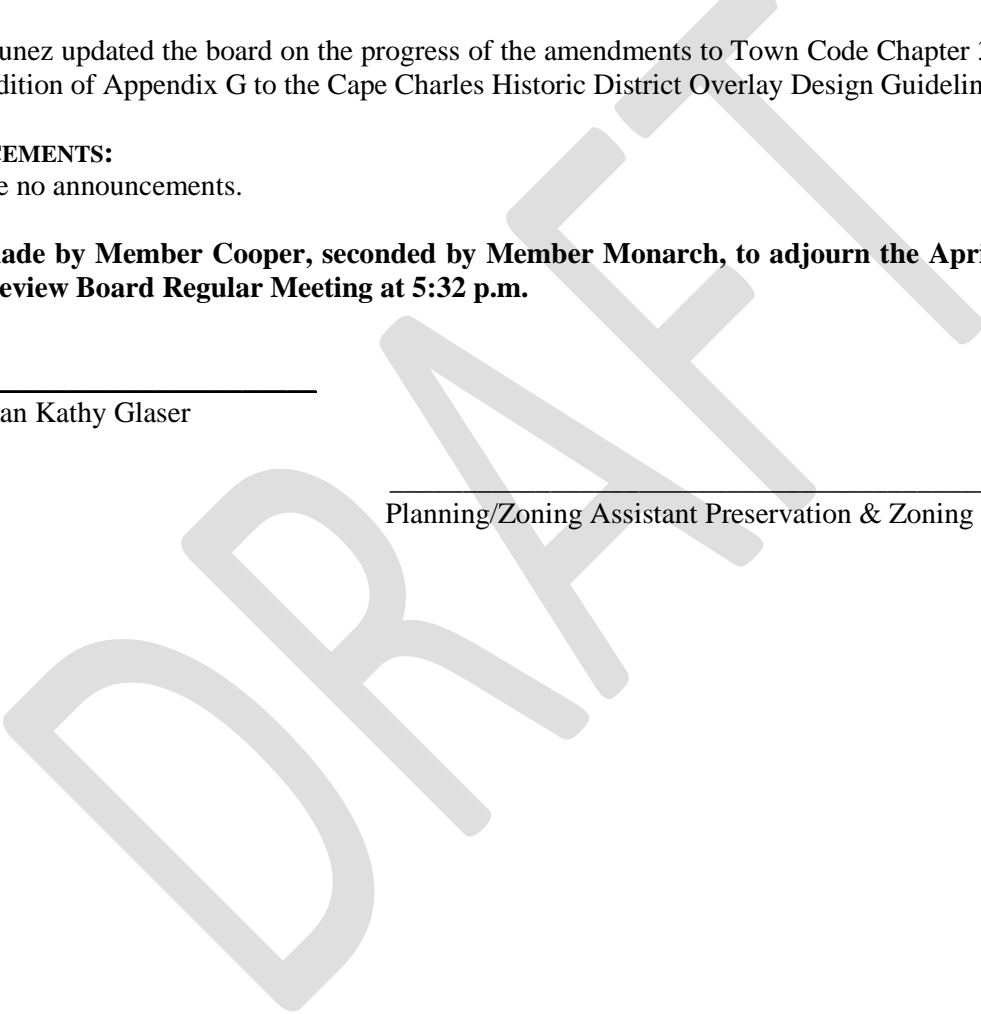 unez updated the board on the progress of the amendments to Town Code Chapter
dition of Appendix G to the Cape Charles Historic District Overlay Design Guidelin
CEMENTS:
e no announcements.
ade by Member Cooper, seconded by Member Monarch, to adjourn the Apri
eview Board Regular Meeting at 5:32 p.m.
an Kathy Glaser
Planning/Zoning Assistant Preservation & Zoning
DRAFT